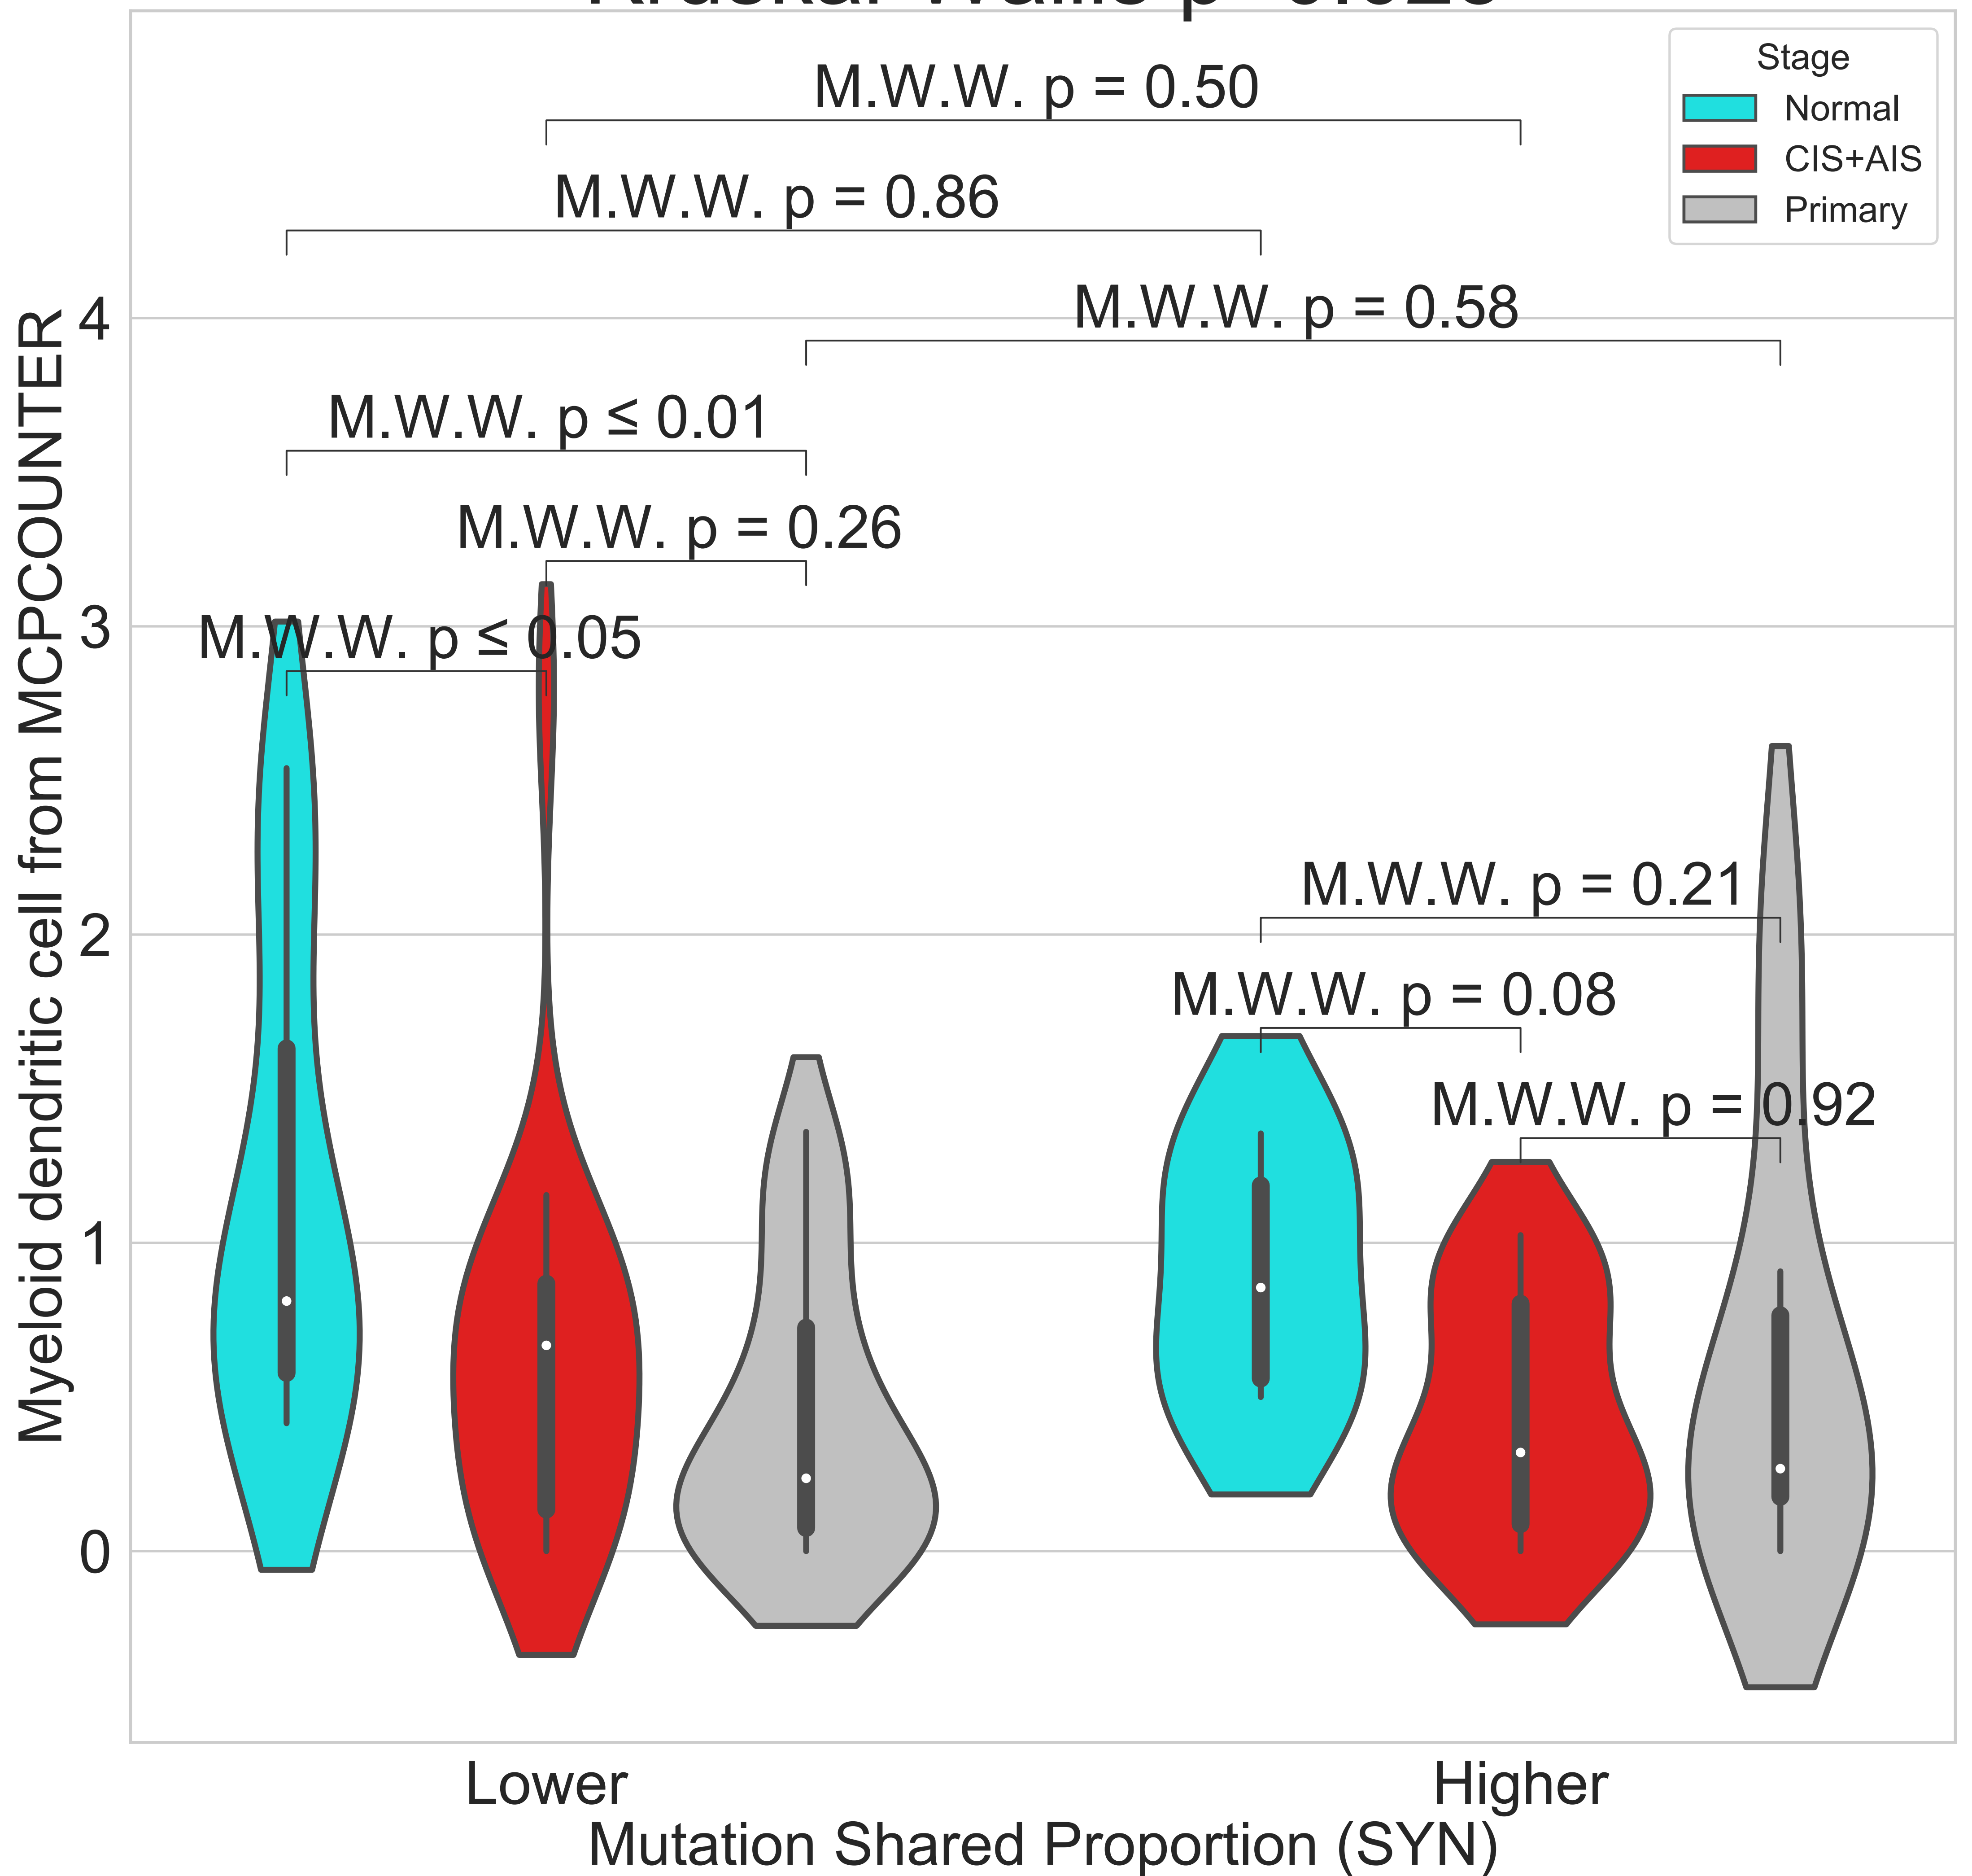 Stage
Normal
CIS+AIS
Primary
M.W.W. p = 0.50
M.W.W. p = 0.86
M.W.W. p = 0.58
M.W.W. p ≤ 0.01
M.W.W. p = 0.26
M.W.W. p ≤ 0.05
M.W.W. p = 0.21
M.W.W. p = 0.08
M.W.W. p = 0.92
Myeloid dendritic cell from MCPCOUNTER
4
3
2
1
0
Lower
Higher
Mutation Shared Proportion (SYN)